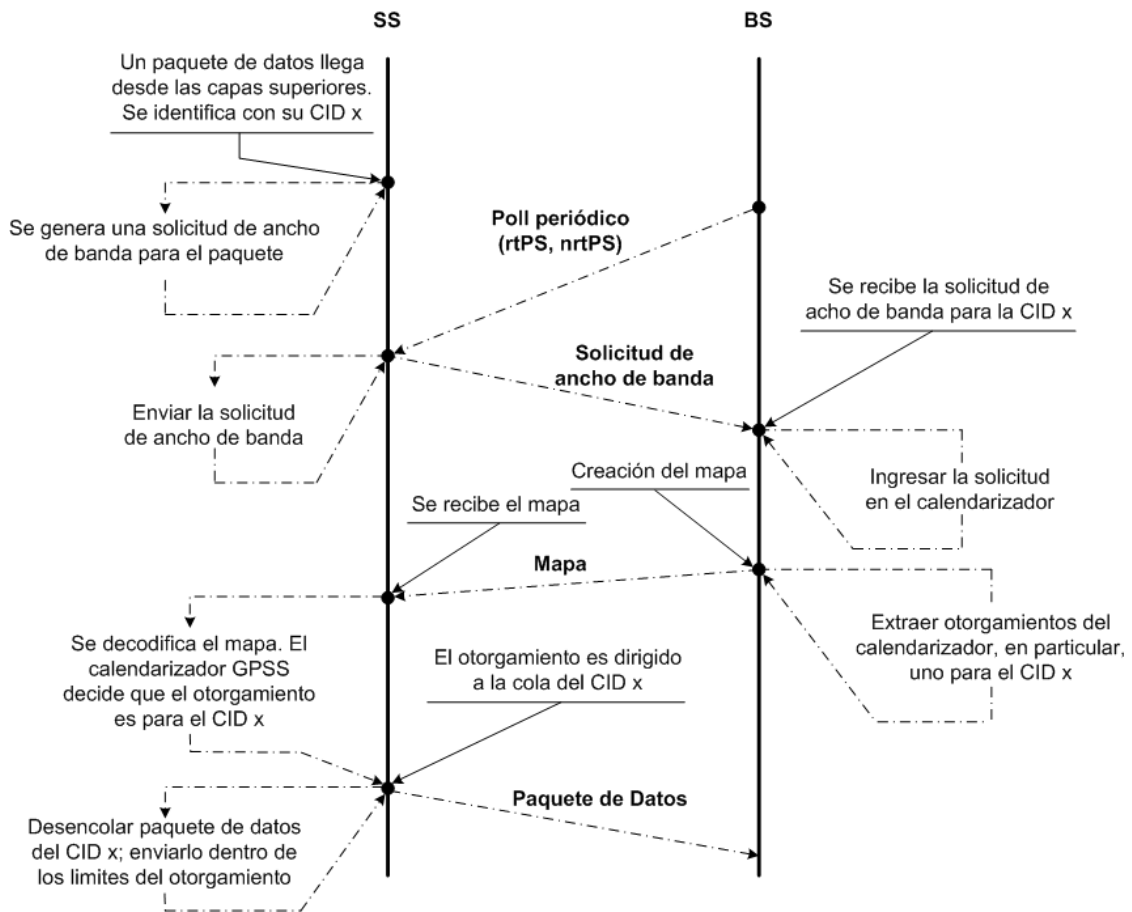 SS
BS
Un paquete de datos llega
desde las capas superiores.
Se identifica con su CID x
Se genera una solicitud de ancho
de banda para el paquete
Poll periódico
(rtPS, nrtPS)
Se recibe la solicitud de
acho de banda para la CID x
Solicitud de
ancho de banda
Enviar la solicitud
de ancho de banda
Creación del mapa
Ingresar la solicitud
en el calendarizador
Se recibe el mapa
Mapa
Se decodifica el mapa. El
calendarizador GPSS
decide que el otorgamiento
es para el CID x
Extraer otorgamientos del
calendarizador, en particular,
uno para el CID x
El otorgamiento es dirigido
a la cola del CID x
Paquete de Datos
Desencolar paquete de datos
del CID x; enviarlo dentro de
los limites del otorgamiento